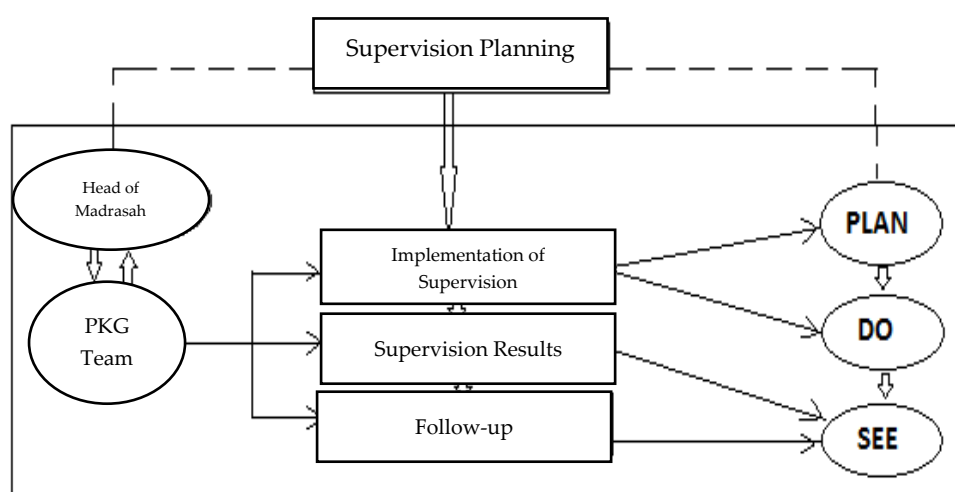 Supervision Planning
Head of
Madrasah
PLAN
Implementation of
Supervision
PKG
Team
DO
Supervision Results
Follow-up
SEE